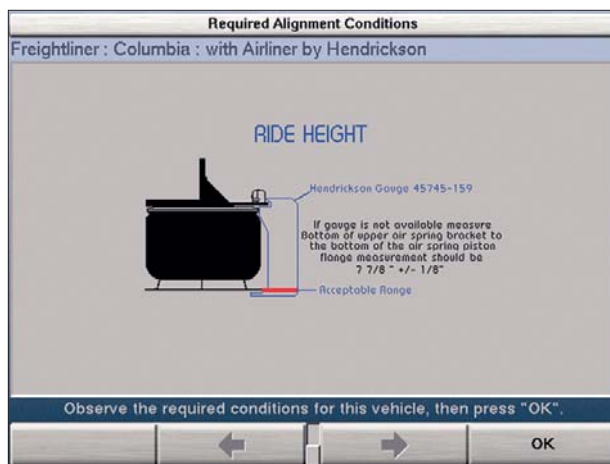 Required Alignment Conditions
Freightliner : Columbia : with Airliner by Hendrickson
RIDE HEIGHT
Hendrickson Gauge 45745-159
If gauge is not available measure
Bottom of upper air spring bracket to
the bottom of the air spring piston
flange measurement should be
7 7/8 " +/- 1/8"
Acceptable Range
Observe the required conditions for this vehicle, then press "OK".
OK